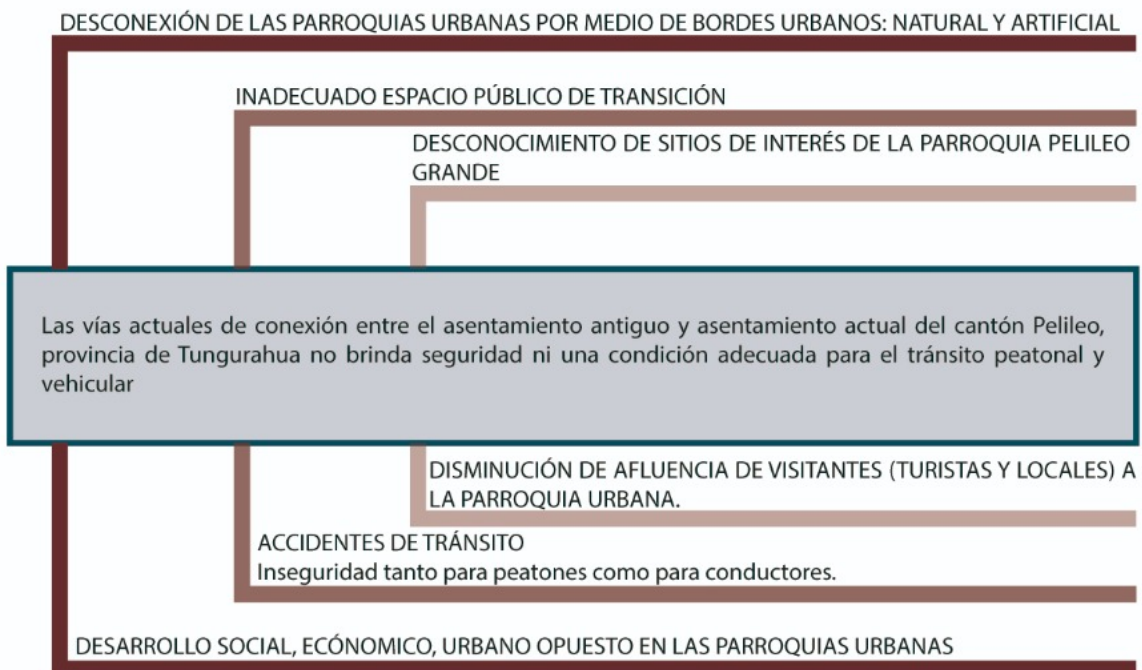 DESCONEXIÓN DE LAS PARROQUIAS URBANAS POR MEDIO DE BORDES URBANOS: NATURAL Y ARTIFICIAL
INADECUADO ESPACIO PÚBLICO DE TRANSICIÓN
DESCONOCIMIENTO DE SITIOS DE INTERÉS DE LA PARROQUIA PELILEO
GRANDE
Las vías actuales de conexión entre el asentamiento antiguo y asentamiento actual del cantón Pelileo,
provincia de Tungurahua no brinda seguridad ni una condición adecuada para el tránsito peatonal y
vehicular
DISMINUCIÓN DE AFLUENCIA DE VISITANTES (TURISTAS Y LOCALES) A
LA PARROQUIA URBANA.
ACCIDENTES DE TRÁNSITO
Inseguridad tanto para peatones como para conductores.
DESARROLLO SOCIAL, ECÓNOMICO, URBANO OPUESTO EN LAS PARROQUIAS URBANAS